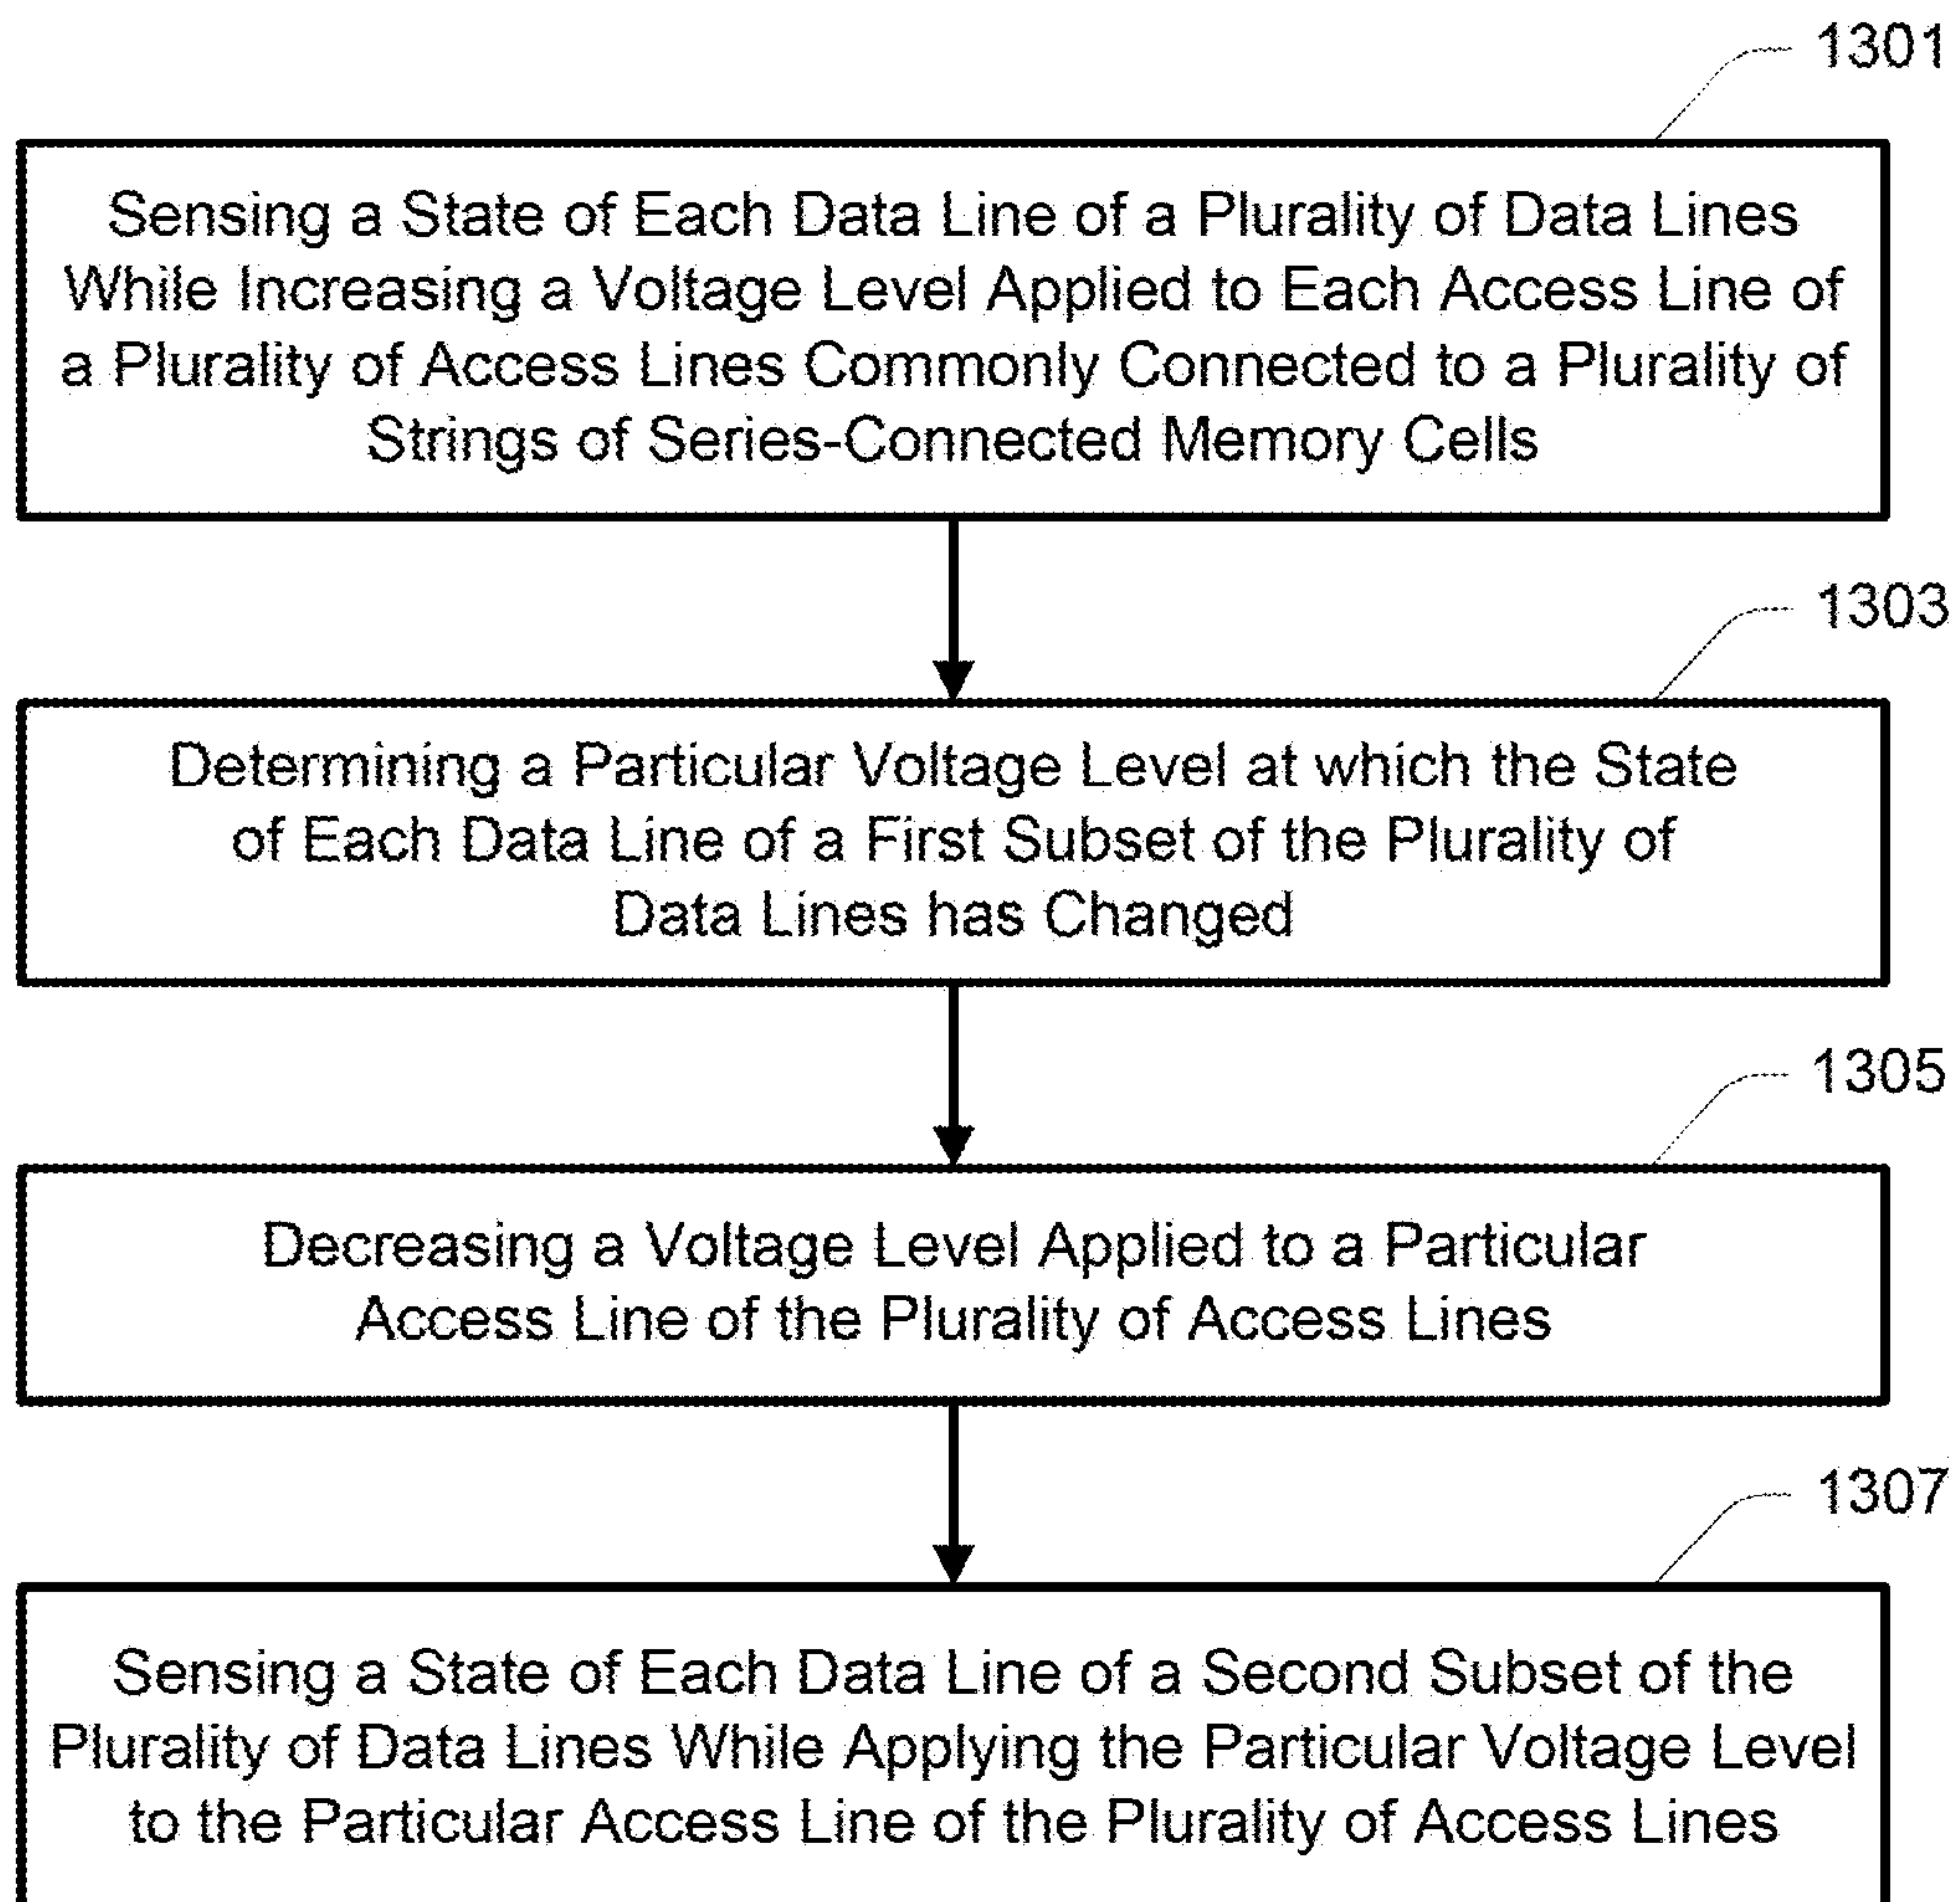 1301
Sensing a State of Each Data Line of a Plurality of Data Lines
While Increasing a Voltage Level Applied to Each Access Line of
a Plurality of Access Lines Commonly Connected to a Plurality of
Strings of Series-Connected Memory Cells
1303
Determining a Particular Voltage Level at which the State
of Each Data Line of a First Subset of the Plurality of
Data Lines has Changed
1305
Decreasing a Voltage Level Applied to a Particular
Access Line of the Plurality of Access Lines
1307
Sensing a State of Each Data Line of a Second Subset of the
Plurality of Data Lines While Applying the Particular Voltage Level
to the Particular Access Line of the Plurality of Access Lines